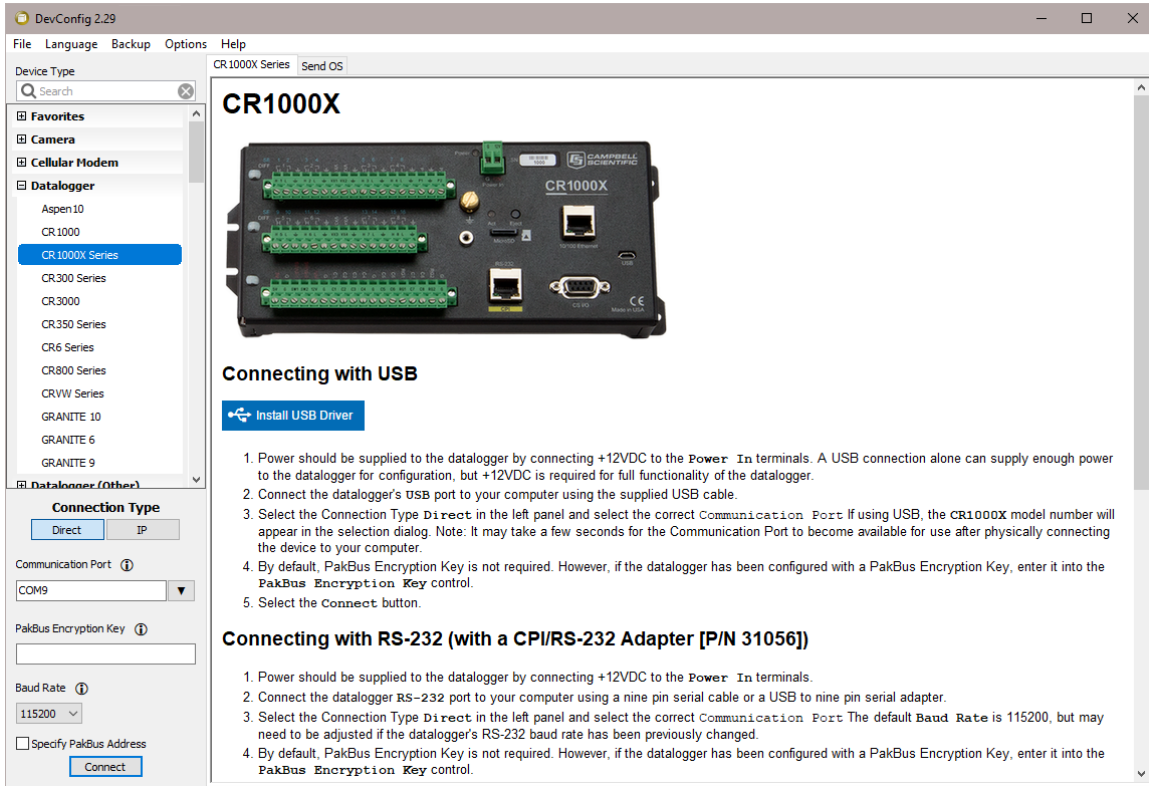 DevConfig 2.29
File Language Backup Options Help
Device Type
Search
Favorites
Camera
Cellular Modem
Datalogger
Aspen10
CR1000
CR1000X Series
CR300 Series
CR3000
CR350 Series
CR6 Series
CR800 Series
CRVW Series
GRANITE 10
GRANITE 6
GRANITE 9
Datalogger (Other)
Connection Type
Direct IP
Communication Port
COM9
PakBus Encryption Key
Baud Rate
115200
Specify PakBus Address
Connect
CR1000X Series Send OS
CR1000X
CAMPBELL
SCIENTIFIC
CR1000X
Power In
MicroSD
10/100 Ethernet
USB
RS-232
CPI
CS I/O
Made in USA
Connecting with USB
Install USB Driver
1. Power should be supplied to the datalogger by connecting +12VDC to the Power In terminals. A USB connection alone can supply enough power
to the datalogger for configuration, but +12VDC is required for full functionality of the datalogger.
2. Connect the datalogger's USB port to your computer using the supplied USB cable.
3. Select the Connection Type Direct in the left panel and select the correct Communication Port If using USB, the CR1000X model number will
appear in the selection dialog. Note: It may take a few seconds for the Communication Port to become available for use after physically connecting
the device to your computer.
4. By default, PakBus Encryption Key is not required. However, if the datalogger has been configured with a PakBus Encryption Key, enter it into the
PakBus Encryption Key control.
5. Select the Connect button.
Connecting with RS-232 (with a CPI/RS-232 Adapter [P/N 31056])
1. Power should be supplied to the datalogger by connecting +12VDC to the Power In terminals.
2. Connect the datalogger RS-232 port to your computer using a nine pin serial cable or a USB to nine pin serial adapter.
3. Select the Connection Type Direct in the left panel and select the correct Communication Port The default Baud Rate is 115200, but may
need to be adjusted if the datalogger's RS-232 baud rate has been previously changed.
4. By default, PakBus Encryption Key is not required. However, if the datalogger has been configured with a PakBus Encryption Key, enter it into the
PakBus Encryption Key control.